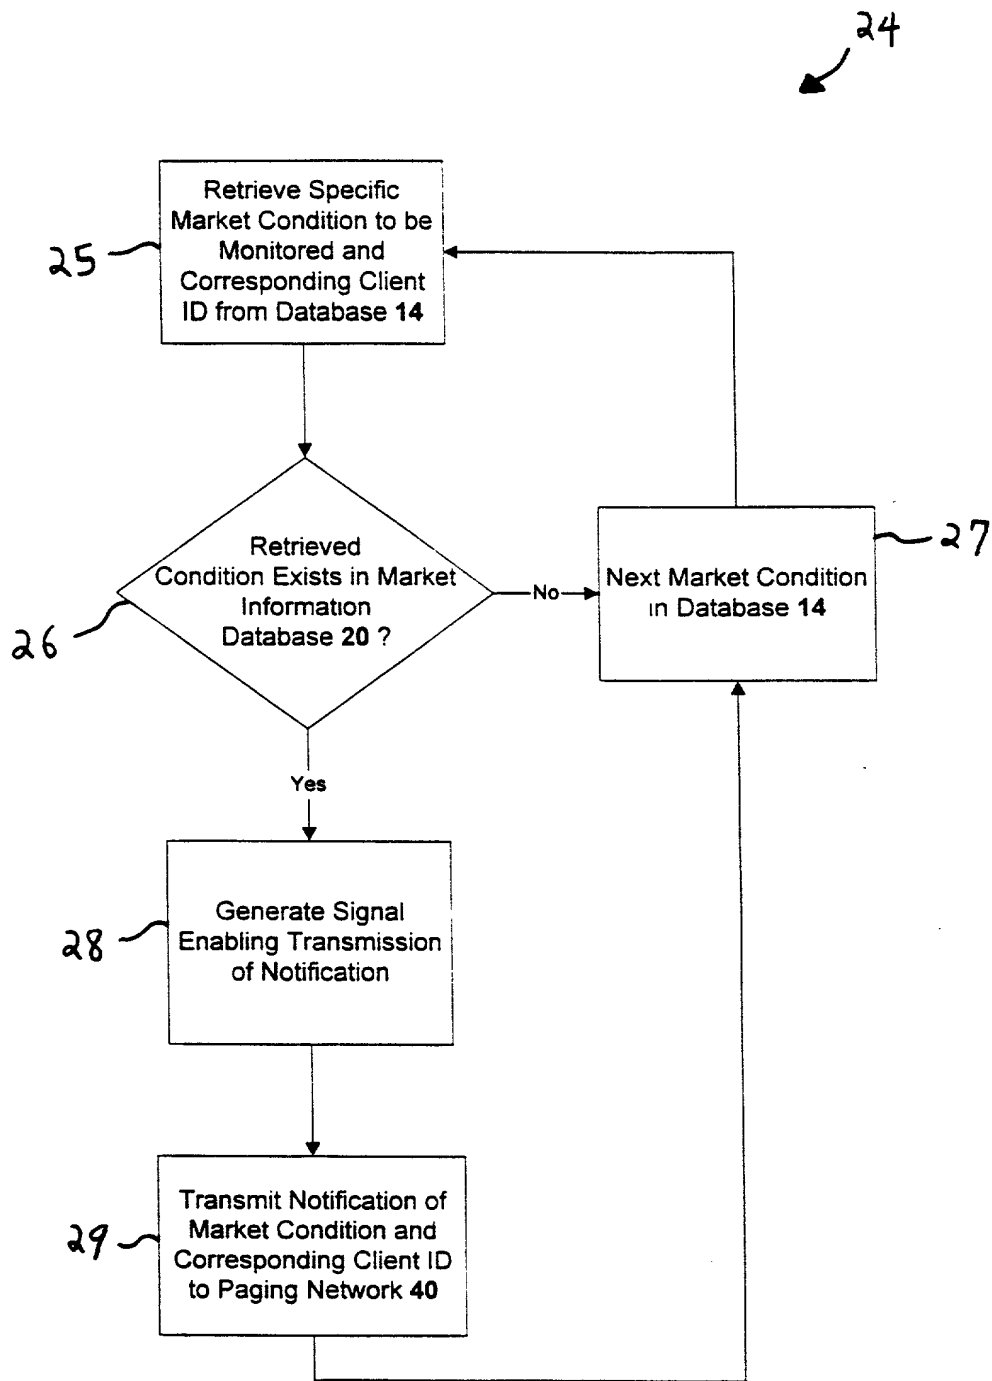 24
Retrieve Specific
Market Condition to be
Monitored and
Corresponding Client
ID from Database 14
25
Retrieved
Condition Exists in Market
Information
Database 20 ?
26
No
Next Market Condition
in Database 14
27
Yes
Generate Signal
Enabling Transmission
of Notification
28
Transmit Notification of
Market Condition and
Corresponding Client ID
to Paging Network 40
29